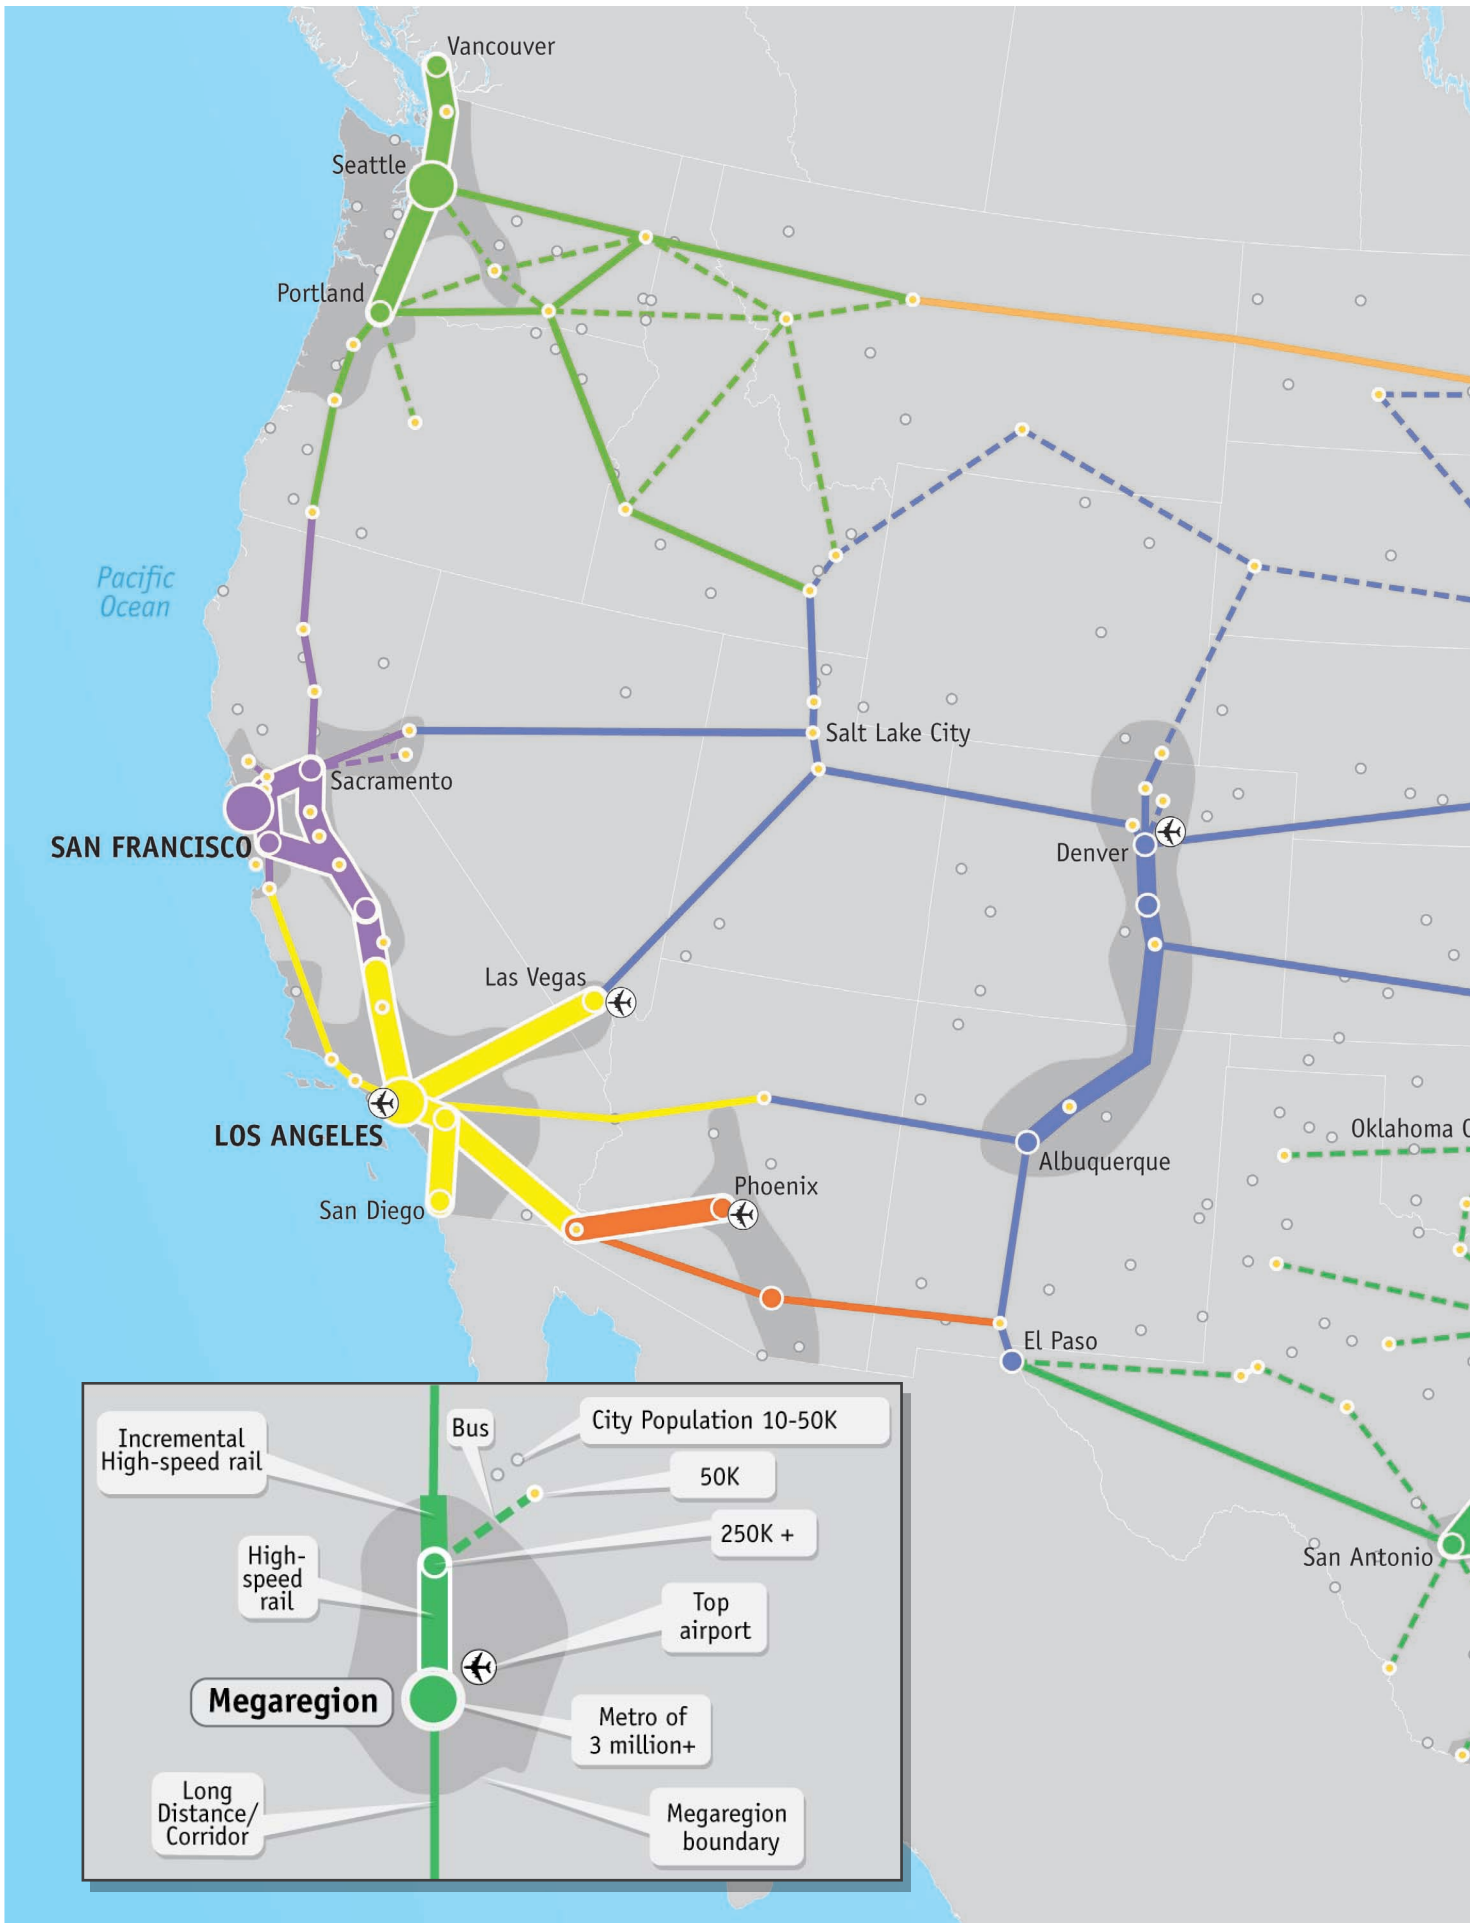 Vancouver
Seattle
Portland
Pacific
Ocean
Salt Lake City
Sacramento
SAN FRANCISCO
Denver
Las Vegas
LOS ANGELES
Oklahoma C
Albuquerque
Phoenix
San Diego
El Paso
San Antonio
Incremental
High-speed rail
Bus
City Population 10-50K
50K
250K +
High-
speed
rail
Top
airport
Megaregion
Metro of
3 million+
Long
Distance/
Corridor
Megaregion
boundary